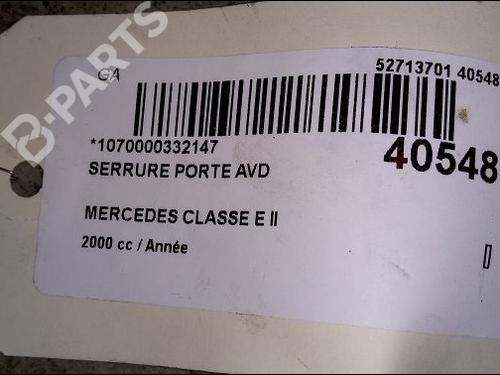 GA
52713701 40548
*1070000332147
40548
SERRURE PORTE AVD
MERCEDES CLASSE E II
2000 cc / Année
B-PARTS